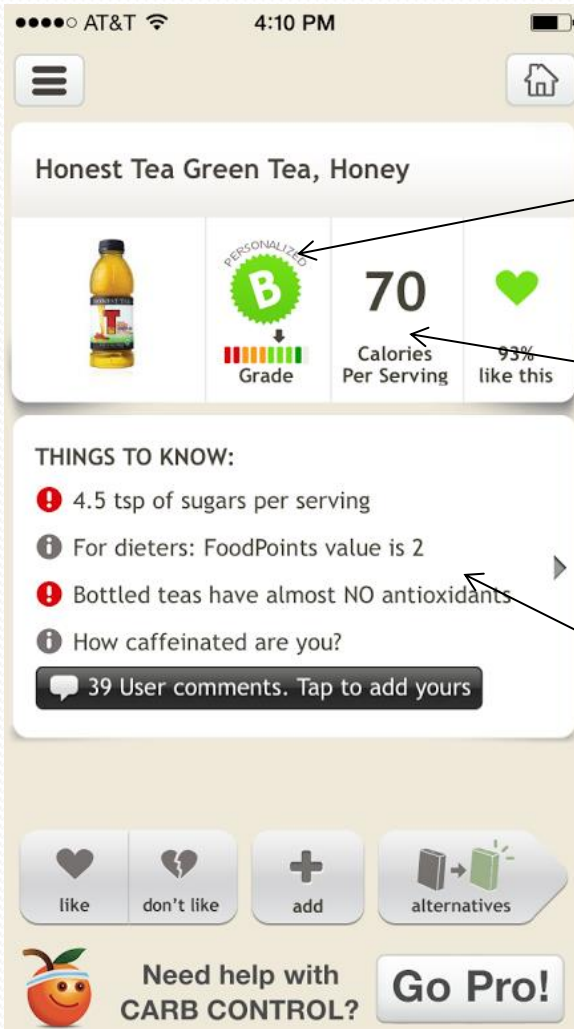 AT&T 4:10 PM
Honest Tea Green Tea, Honey
PERSONALIZED
B
Grade
70
Calories
Per Serving
93%
like this
HONEST TEA
T
THINGS TO KNOW:
4.5 tsp of sugars per serving
For dieters: FoodPoints value is 2
Bottled teas have almost NO antioxidants
How caffeinated are you?
39 User comments. Tap to add yours
like
don't like
add
alternatives
Need help with
CARB CONTROL?
Go Pro!